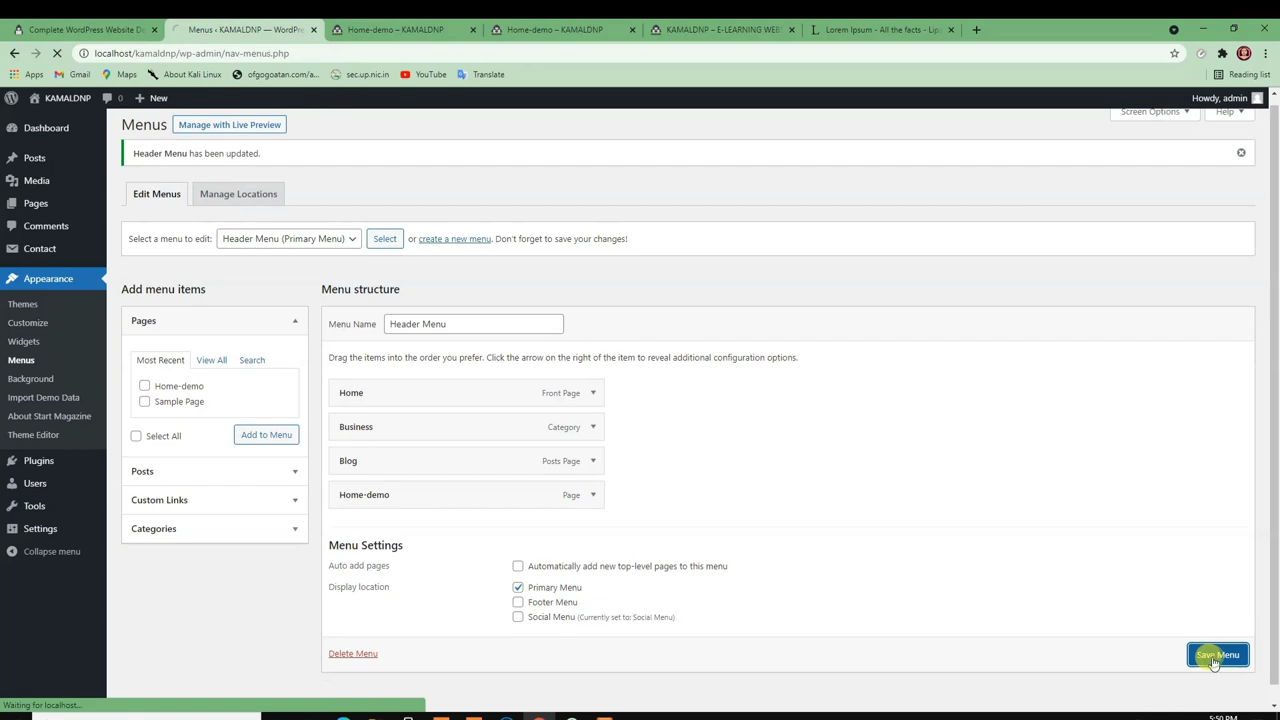 Complete WordPress Website De
Menus ‹ KAMALDNP — WordPre
Home-demo – KAMALDNP
Home-demo – KAMALDNP
KAMALDNP – E-LEARNING WEB
Lorem Ipsum - All the facts - Lip
localhost/kamaldnp/wp-admin/nav-menus.php
Apps
Gmail
Maps
About Kali Linux
ofgogoatan.com/a...
sec.up.nic.in
YouTube
Translate
Reading list
KAMALDNP
0
New
Howdy, admin
Dashboard
Posts
Media
Pages
Comments
Contact
Appearance
Themes
Customize
Widgets
Menus
Background
Import Demo Data
About Start Magazine
Theme Editor
Plugins
Users
Tools
Settings
Collapse menu
Screen Options
Help
Menus
Manage with Live Preview
Header Menu has been updated.
Edit Menus
Manage Locations
Select a menu to edit: Header Menu (Primary Menu) Select or create a new menu. Don't forget to save your changes!
Add menu items
Pages
Most Recent
View All
Search
Home-demo
Sample Page
Select All
Add to Menu
Posts
Custom Links
Categories
Menu structure
Menu Name Header Menu
Drag the items into the order you prefer. Click the arrow on the right of the item to reveal additional configuration options.
Home Front Page
Business Category
Blog Posts Page
Home-demo Page
Menu Settings
Auto add pages
Automatically add new top-level pages to this menu
Display location
Primary Menu
Footer Menu
Social Menu (Currently set to: Social Menu)
Delete Menu
Save Menu
Waiting for localhost...
5:50 PM